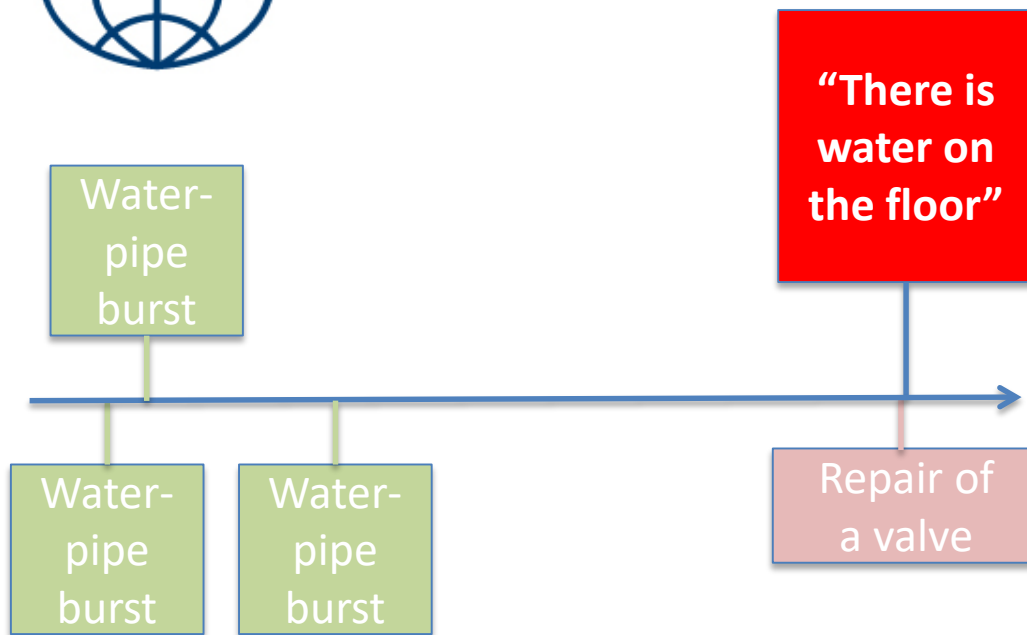 “There is
water on
the floor”
Water-
pipe
burst
Water-
pipe
burst
Water-
pipe
burst
Repair of
a valve